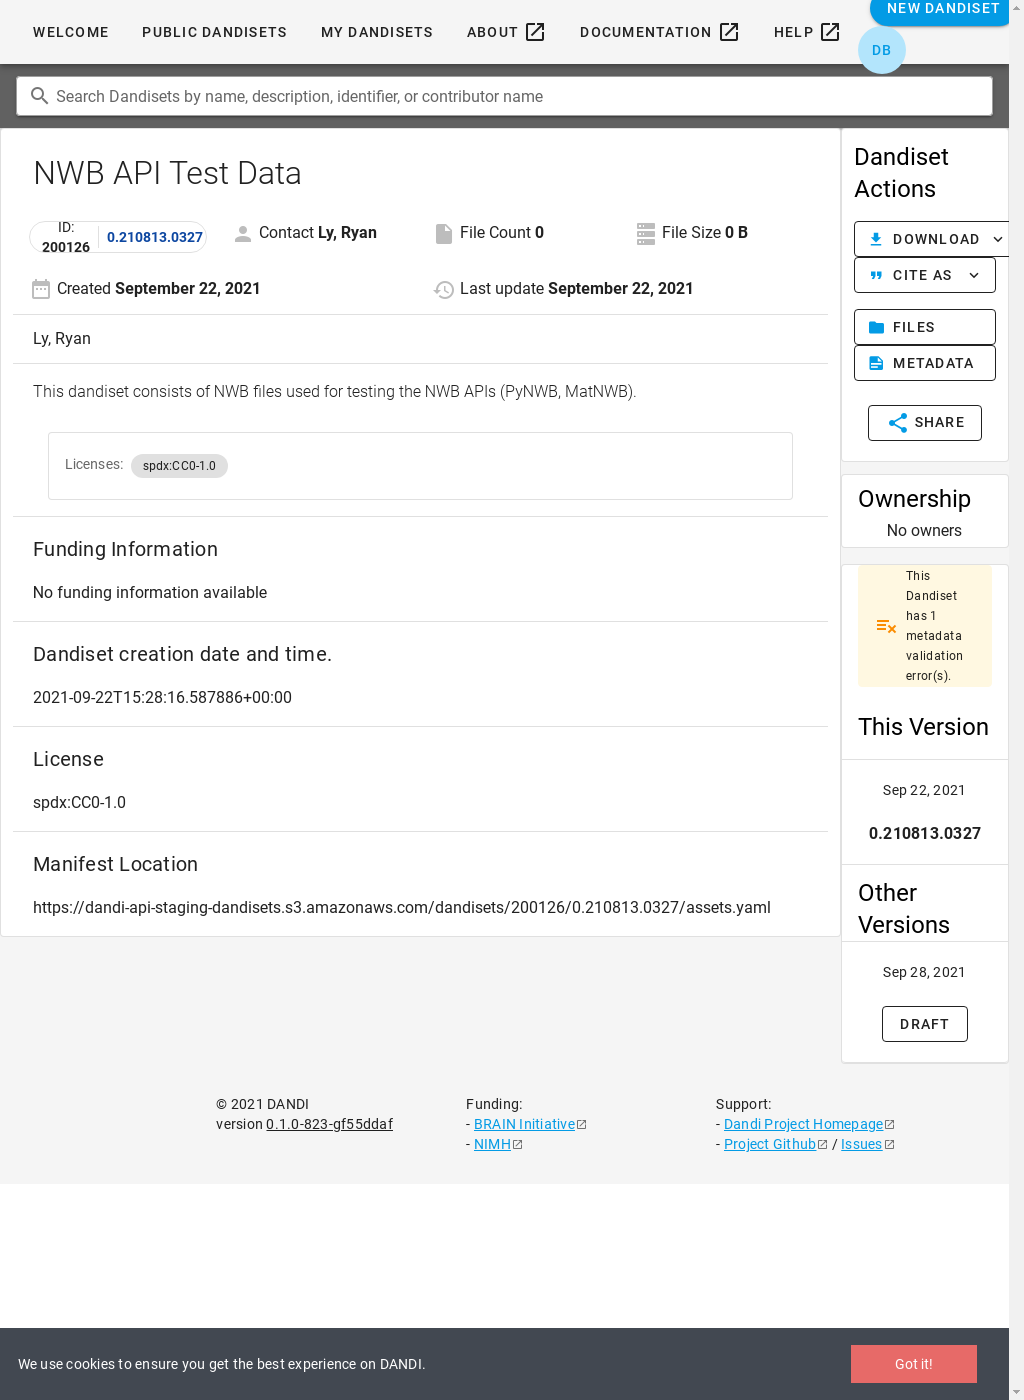 WELCOME PUBLIC DANDISETS MY DANDISETS ABOUT DOCUMENTATION HELP NEW DANDISET
DB
Search Dandisets by name, description, identifier, or contributor name
NWB API Test Data
ID: 200126 0.210813.0327 Contact Ly, Ryan File Count 0 File Size 0 B
Created September 22, 2021 Last update September 22, 2021
Ly, Ryan
This dandiset consists of NWB files used for testing the NWB APIs (PyNWB, MatNWB).
Licenses: spdx:CC0-1.0
Funding Information
No funding information available
Dandiset creation date and time.
2021-09-22T15:28:16.587886+00:00
License
spdx:CC0-1.0
Manifest Location
https://dandi-api-staging-dandisets.s3.amazonaws.com/dandisets/200126/0.210813.0327/assets.yaml
Dandiset
Actions
DOWNLOAD
CITE AS
FILES
METADATA
SHARE
Ownership
No owners
This
Dandiset
has 1
metadata
validation
error(s).
This Version
Sep 22, 2021
0.210813.0327
Other
Versions
Sep 28, 2021
DRAFT
© 2021 DANDI
version 0.1.0-823-gf55ddaf
Funding:
- BRAIN Initiative
- NIMH
Support:
- Dandi Project Homepage
- Project Github / Issues
We use cookies to ensure you get the best experience on DANDI.
Got it!